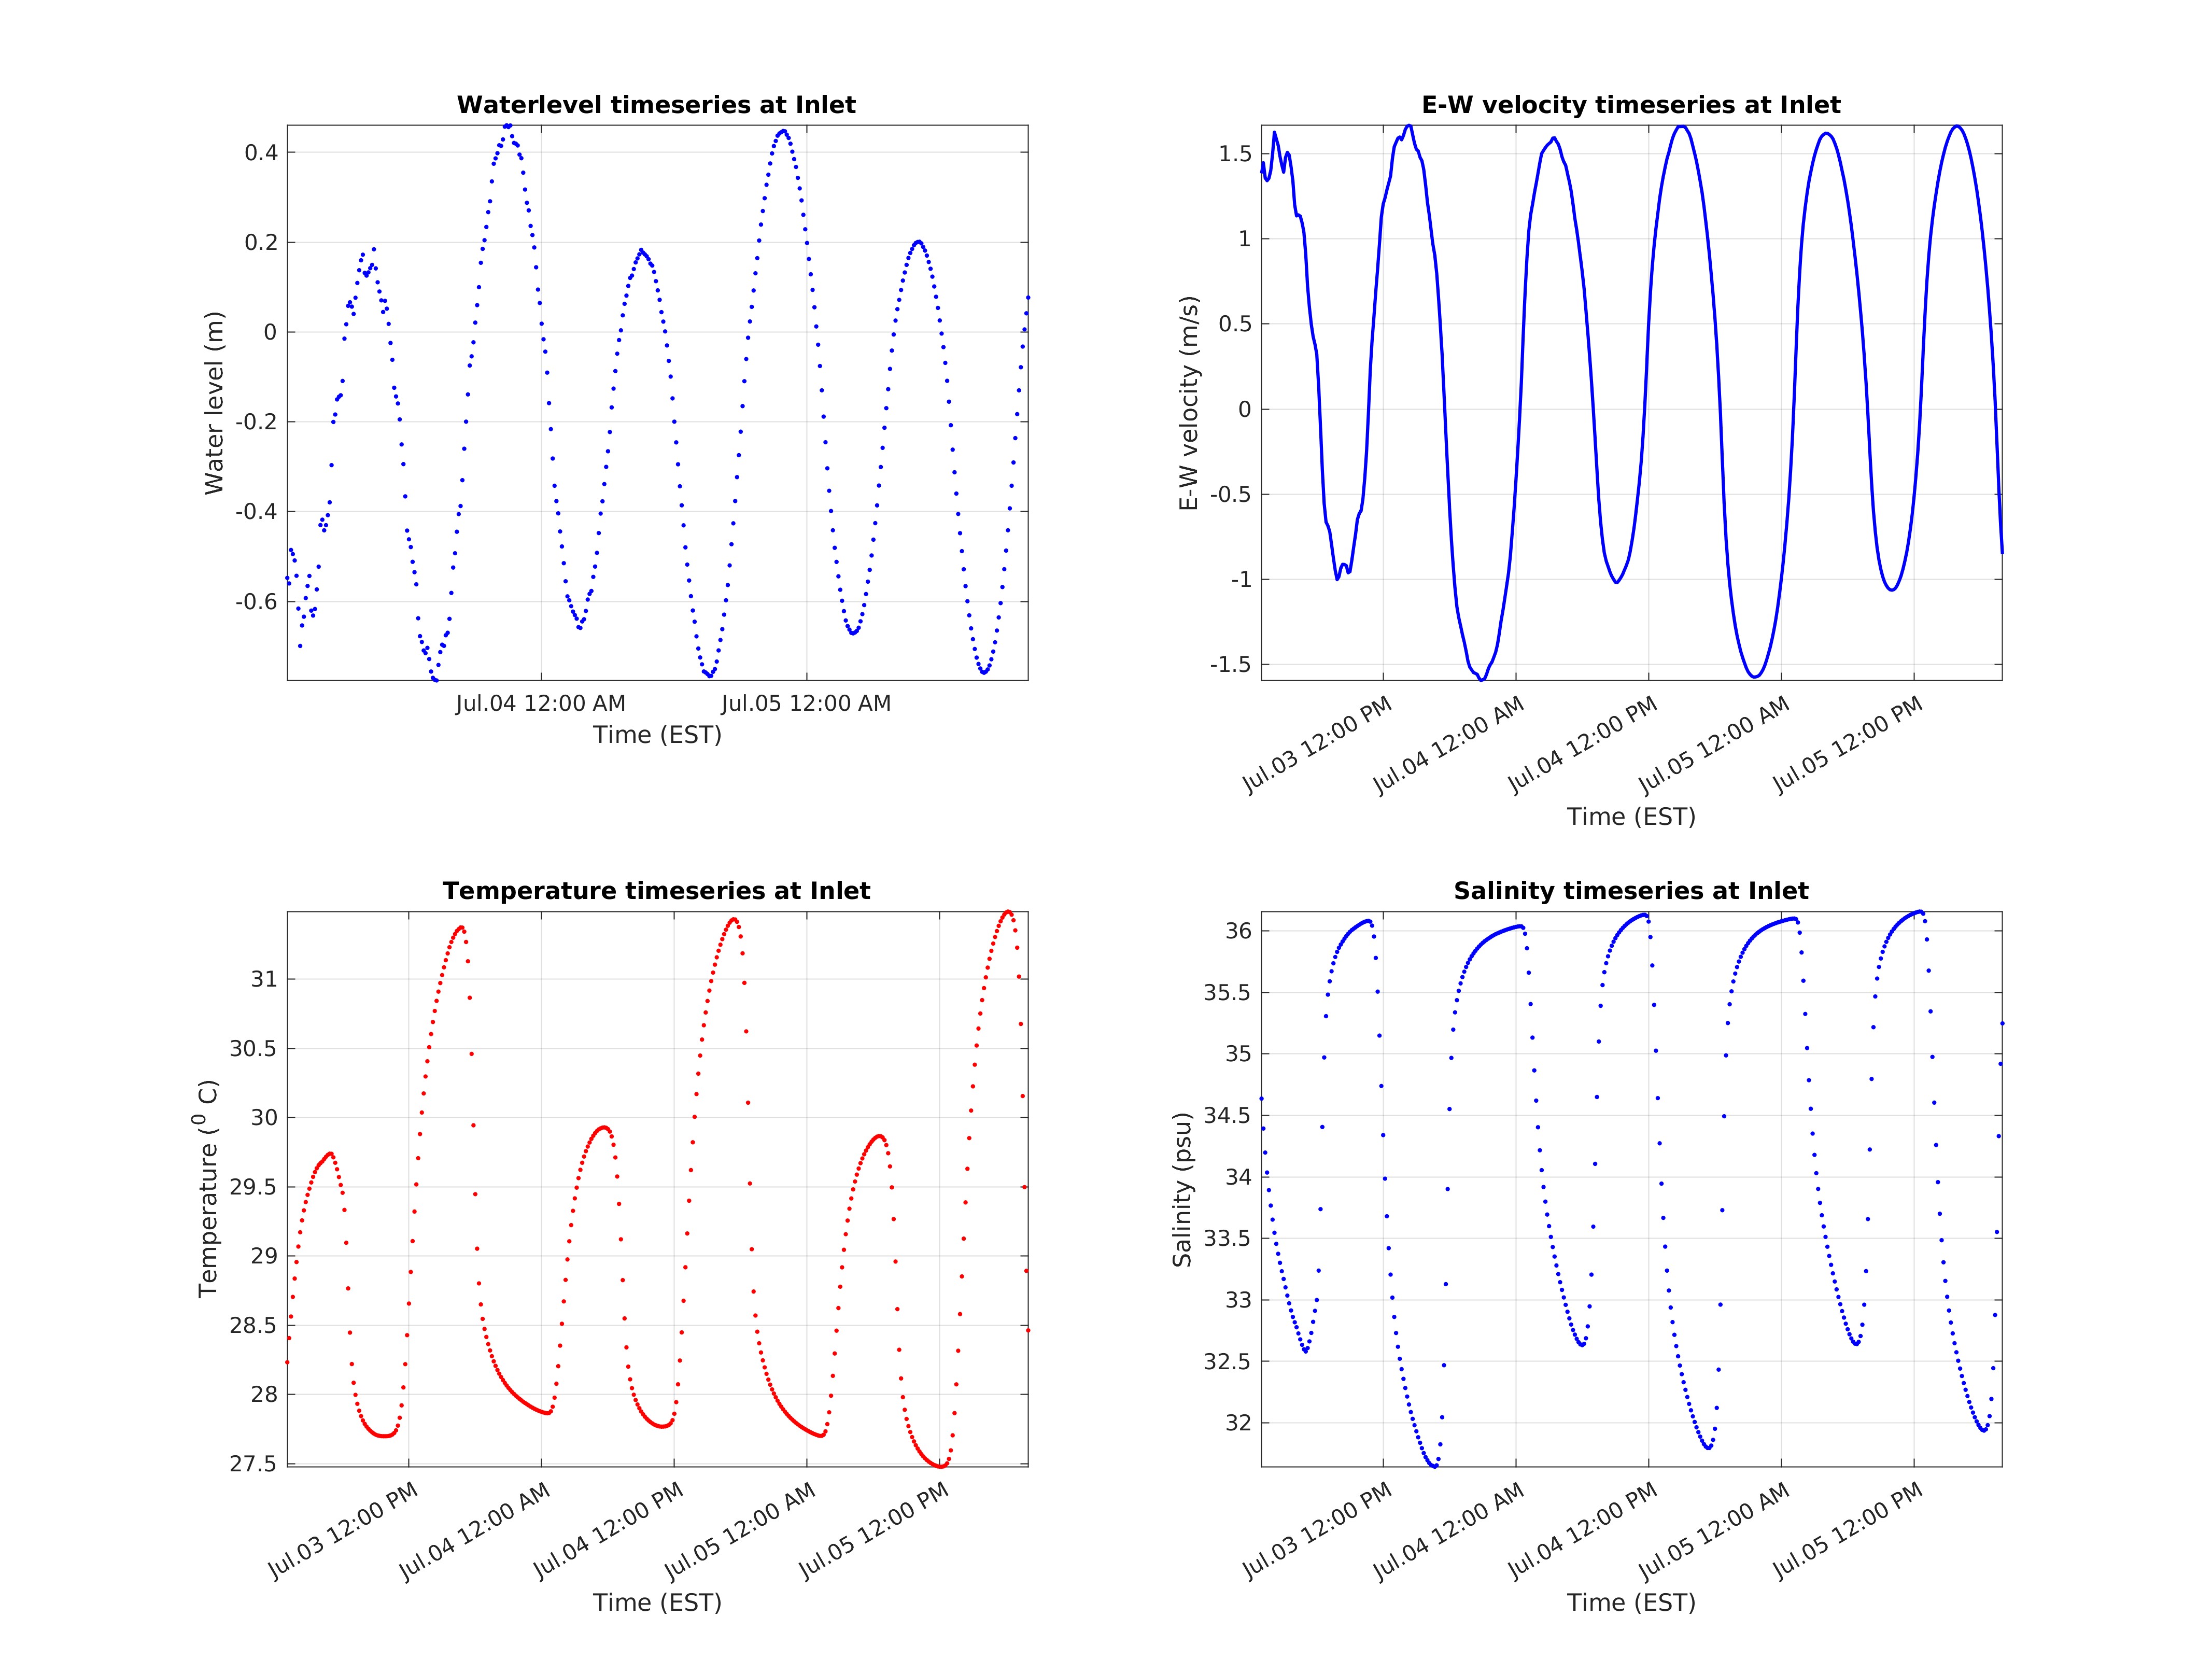 Waterlevel timeseries at Inlet
0.4
0.2
0
-0.2
-0.4
-0.6
Water level (m)
Jul.04 12:00 AM
Jul.05 12:00 AM
Time (EST)
E-W velocity timeseries at Inlet
1.5
1
0.5
0
-0.5
-1
-1.5
E-W velocity (m/s)
Jul.03 12:00 PM
Jul.04 12:00 AM
Jul.04 12:00 PM
Jul.05 12:00 AM
Jul.05 12:00 PM
Time (EST)
Temperature timeseries at Inlet
31
30.5
30
29.5
29
28.5
28
27.5
Temperature (⁰ C)
Jul.03 12:00 PM
Jul.04 12:00 AM
Jul.04 12:00 PM
Jul.05 12:00 AM
Jul.05 12:00 PM
Time (EST)
Salinity timeseries at Inlet
36
35.5
35
34.5
34
33.5
33
32.5
32
Salinity (psu)
Jul.03 12:00 PM
Jul.04 12:00 AM
Jul.04 12:00 PM
Jul.05 12:00 AM
Jul.05 12:00 PM
Time (EST)